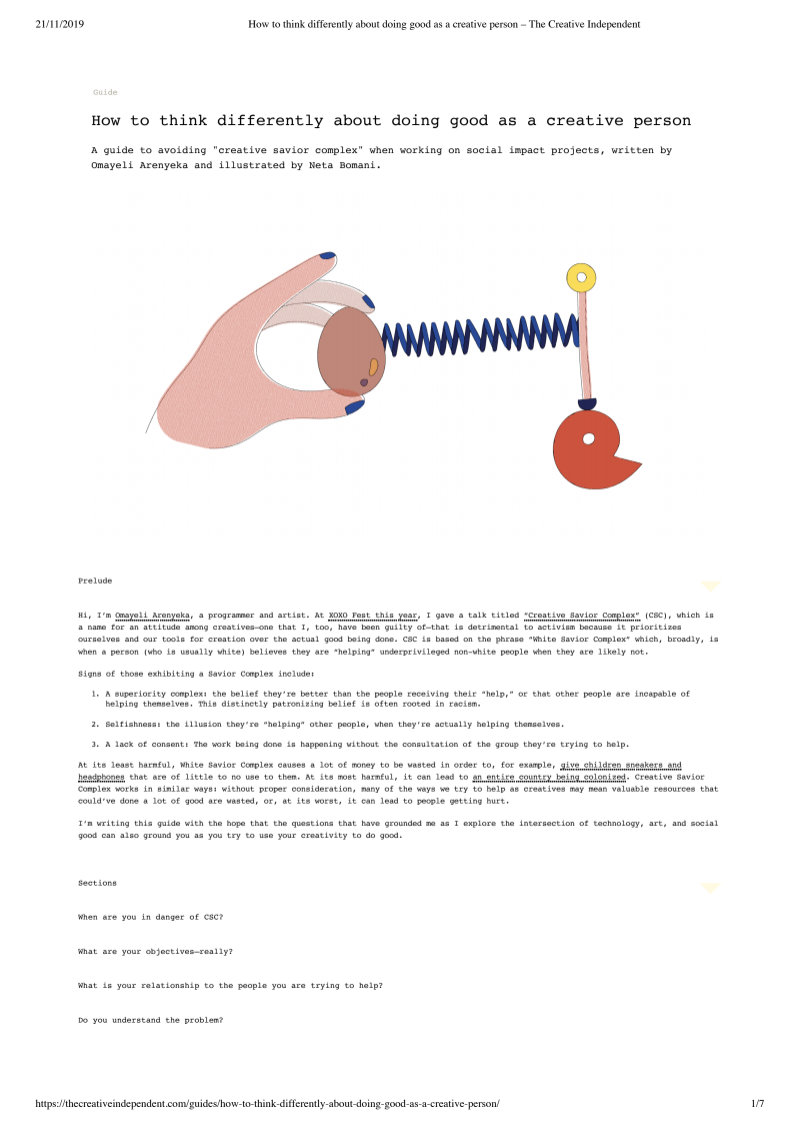 21/11/2019
How to think differently about doing good as a creative person – The Creative Independent
Guide
How to think differently about doing good as a creative person
A guide to avoiding "creative savior complex" when working on social impact projects, written by
Omayeli Arenyeka and illustrated by Neta Bomani.
Prelude
Hi, I’m Omayeli Arenyeka, a programmer and artist. At XOXO Fest this year, I gave a talk titled “Creative Savior Complex” (CSC), which is
a name for an attitude among creatives—one that I, too, have been guilty of—that is detrimental to activism because it prioritizes
ourselves and our tools for creation over the actual good being done. CSC is based on the phrase “White Savior Complex” which, broadly, is
when a person (who is usually white) believes they are “helping” underprivileged non-white people when they are likely not.
Signs of those exhibiting a Savior Complex include:
1. A superiority complex: the belief they’re better than the people receiving their “help,” or that other people are incapable of
helping themselves. This distinctly patronizing belief is often rooted in racism.
2. Selfishness: the illusion they’re “helping” other people, when they’re actually helping themselves.
3. A lack of consent: The work being done is happening without the consultation of the group they’re trying to help.
At its least harmful, White Savior Complex causes a lot of money to be wasted in order to, for example, give children sneakers and
headphones that are of little to no use to them. At its most harmful, it can lead to an entire country being colonized. Creative Savior
Complex works in similar ways: without proper consideration, many of the ways we try to help as creatives may mean valuable resources that
could’ve done a lot of good are wasted, or, at its worst, it can lead to people getting hurt.
I’m writing this guide with the hope that the questions that have grounded me as I explore the intersection of technology, art, and social
good can also ground you as you try to use your creativity to do good.
Sections
When are you in danger of CSC?
What are your objectives—really?
What is your relationship to the people you are trying to help?
Do you understand the problem?
https://thecreativeindependent.com/guides/how-to-think-differently-about-doing-good-as-a-creative-person/
1/7